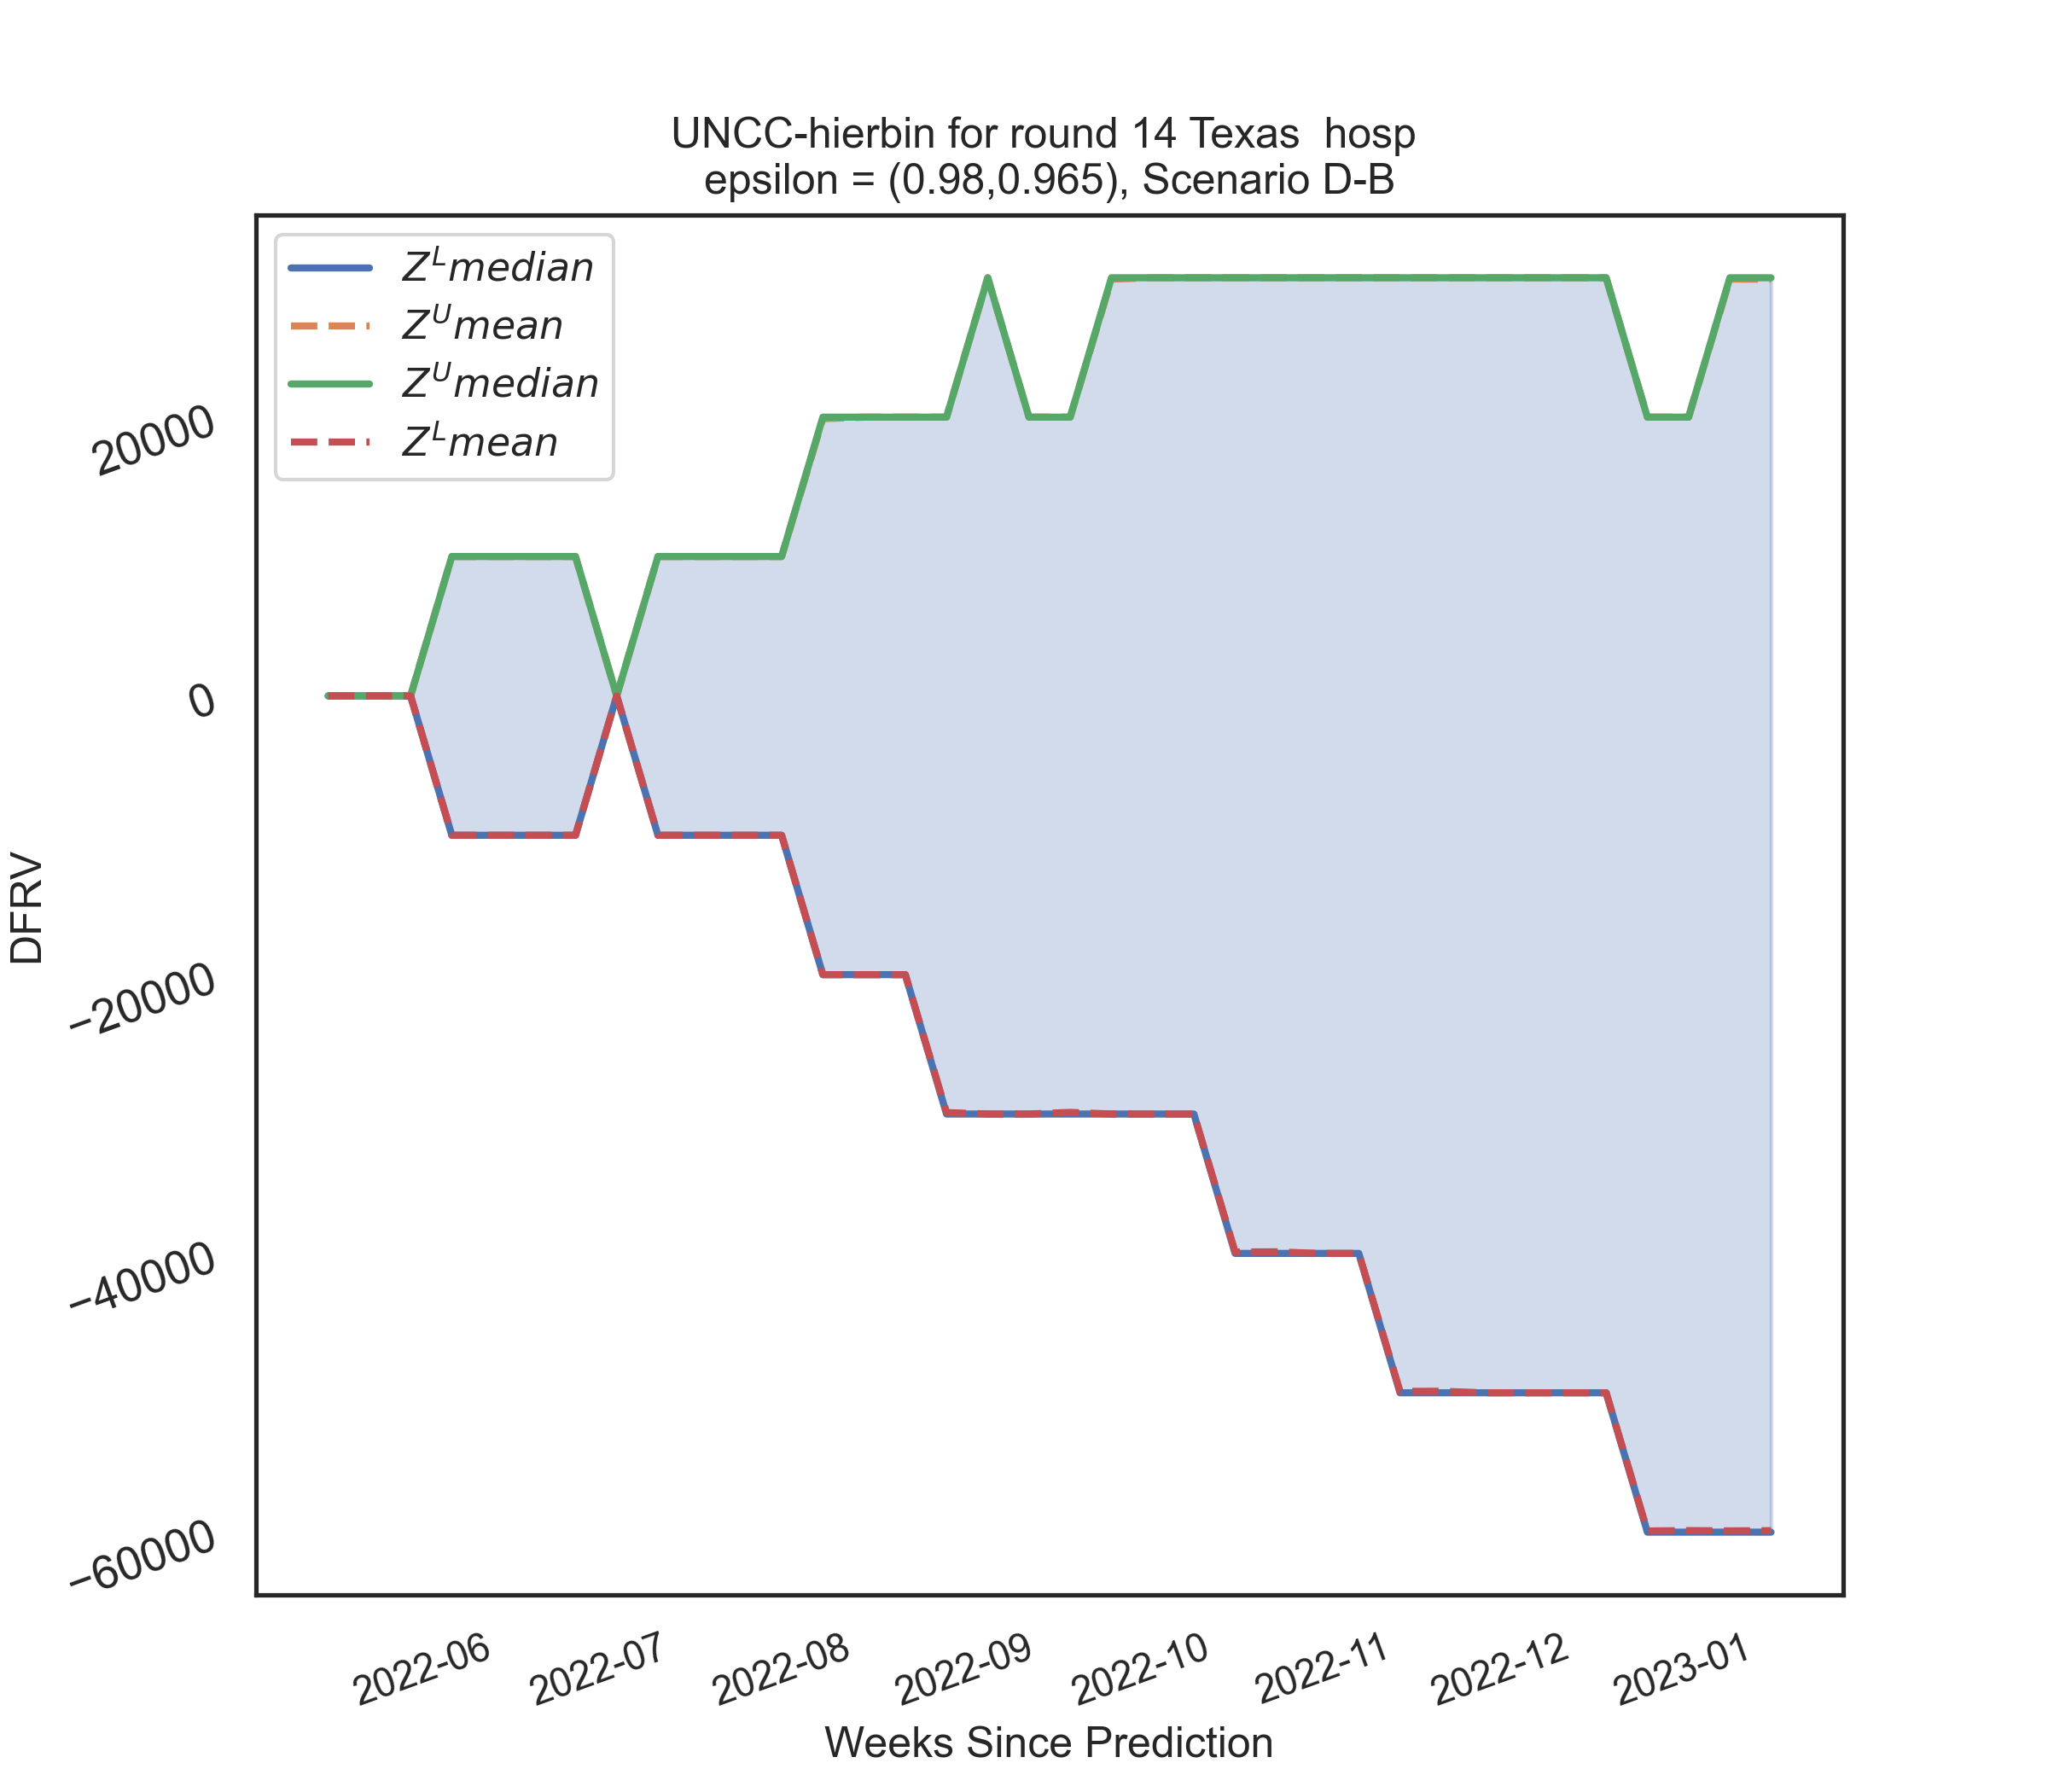 UNCC-hierbin for round 14 Texas  hosp
epsilon = (0.98,0.965), Scenario D-B
Z^L median
Z^U mean
Z^U median
Z^L mean
20000
0
−20000
−40000
−60000
DFRV
2022-06
2022-07
2022-08
2022-09
2022-10
2022-11
2022-12
2023-01
Weeks Since Prediction